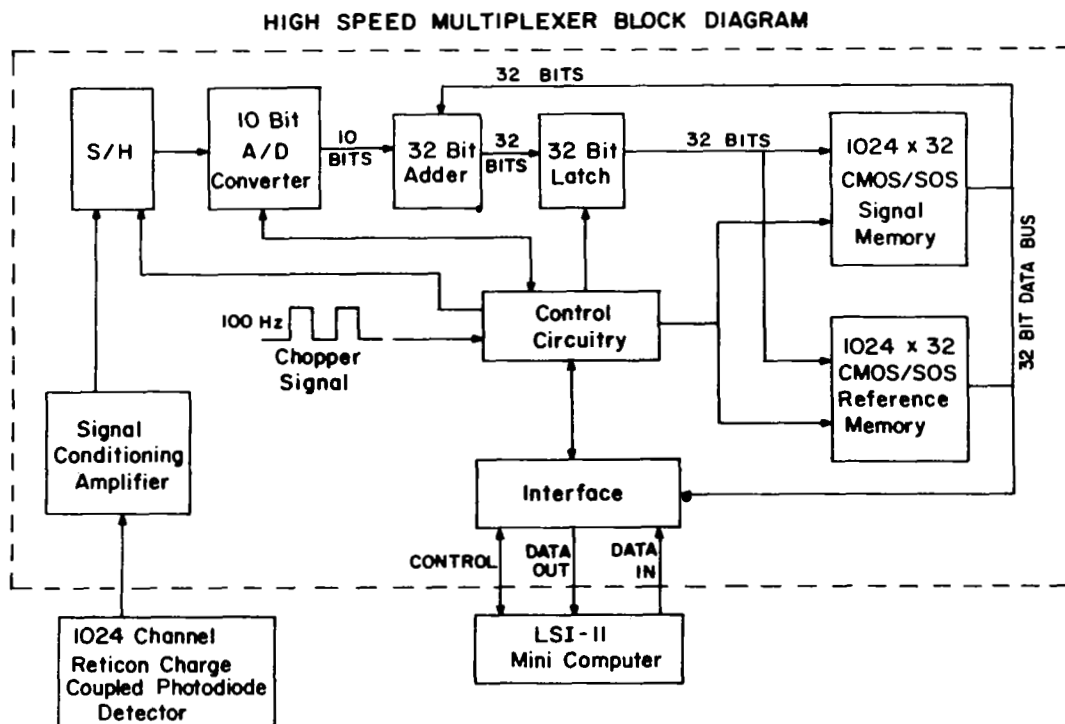 HIGH SPEED MULTIPLEXER BLOCK DIAGRAM
32 BITS
S/H
10 Bit
A/D
Converter
10
BITS
32 Bit
Adder
32
BITS
32 Bit
Latch
32 BITS
1024 x 32
CMOS/SOS
Signal
Memory
32 BIT DATA BUS
100 Hz
Chopper
Signal
Control
Circuitry
1024 x 32
CMOS/SOS
Reference
Memory
Signal
Conditioning
Amplifier
Interface
CONTROL
DATA
OUT
DATA
IN
1024 Channel
Reticon Charge
Coupled Photodiode
Detector
LSI-11
Mini Computer